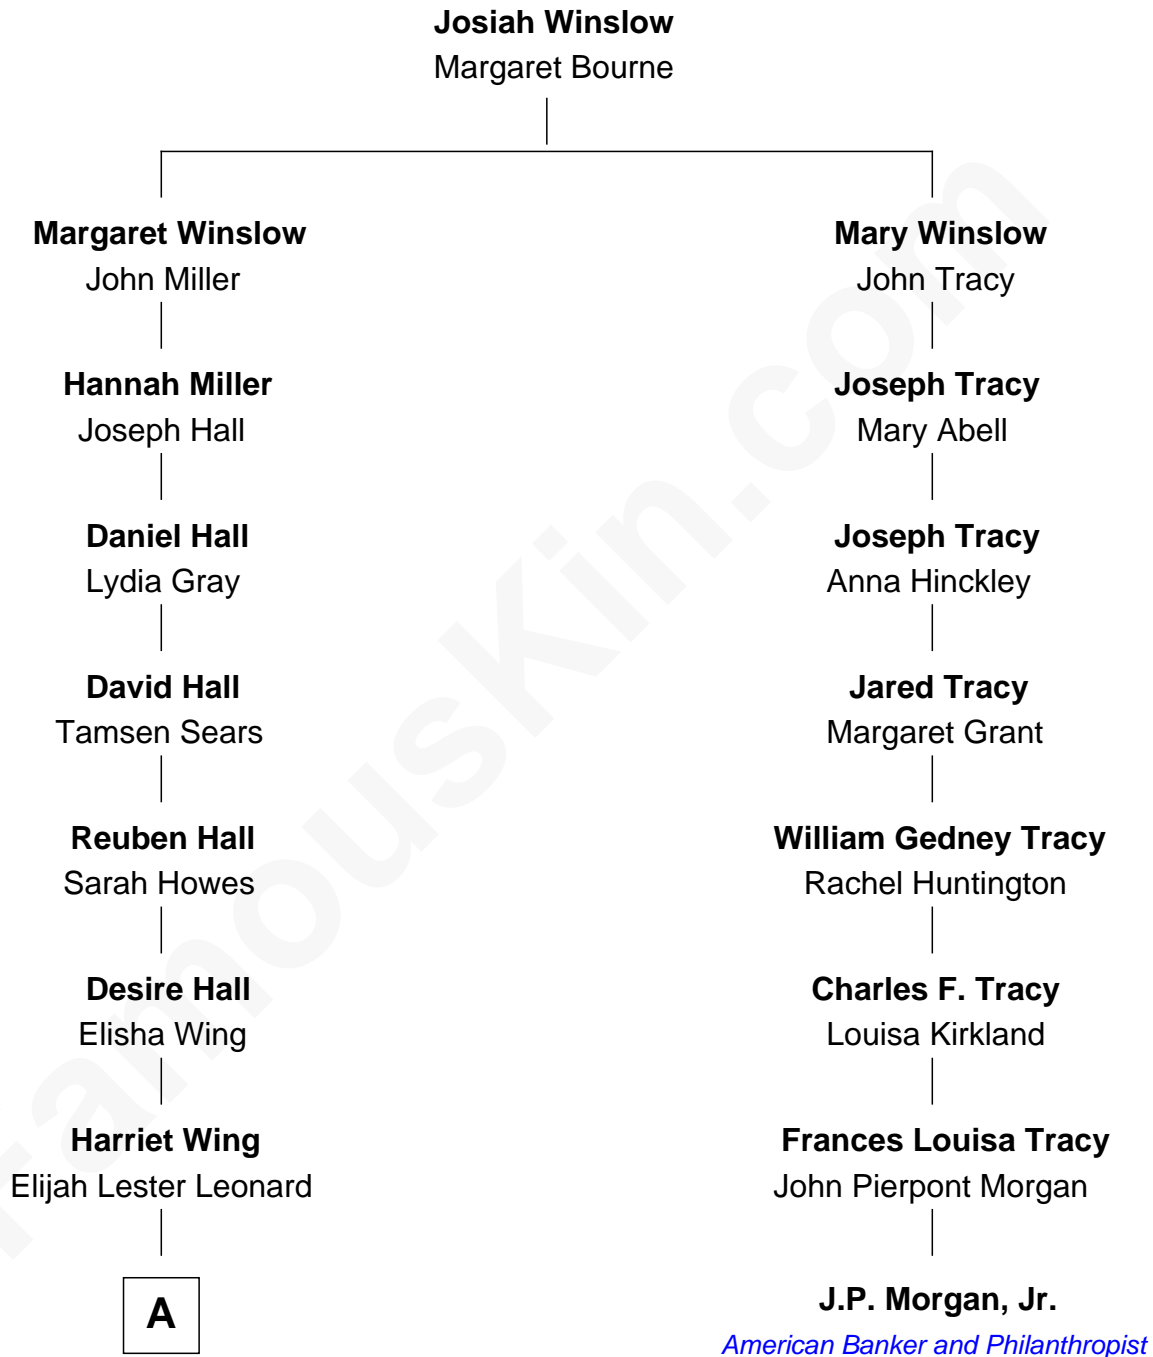 Josiah Winslow
Margaret Bourne
Margaret Winslow
John Miller
Mary Winslow
John Tracy
Hannah Miller
Joseph Hall
Joseph Tracy
Mary Abell
Daniel Hall
Lydia Gray
Joseph Tracy
Anna Hinckley
David Hall
Tamsen Sears
Jared Tracy
Margaret Grant
Reuben Hall
Sarah Howes
William Gedney Tracy
Rachel Huntington
Desire Hall
Elisha Wing
Charles F. Tracy
Louisa Kirkland
Harriet Wing
Elijah Lester Leonard
Frances Louisa Tracy
John Pierpont Morgan
A
J.P. Morgan, Jr.
American Banker and Philanthropist
FamousKin.com